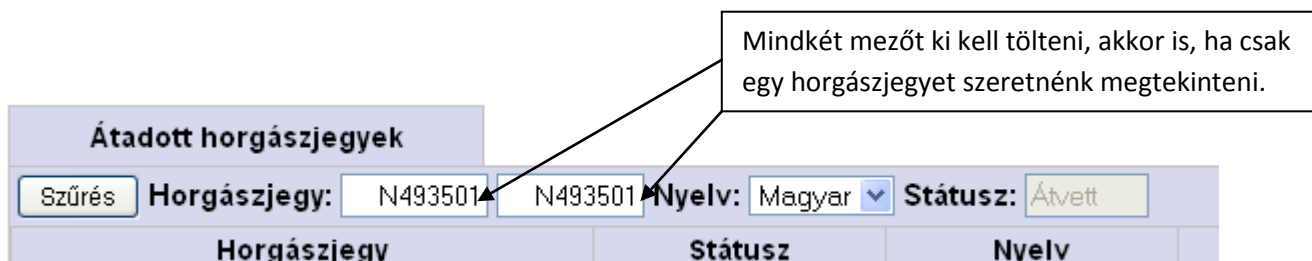 Mindkét mezőt ki kell tölteni, akkor is, ha csak
egy horgászjegyet szeretnénk megtekinteni.
Átadott horgászjegyek
Szűrés Horgászjegy: N493501 N493501 Nyelv: Magyar Státusz: Átvett
Horgászjegy Státusz Nyelv